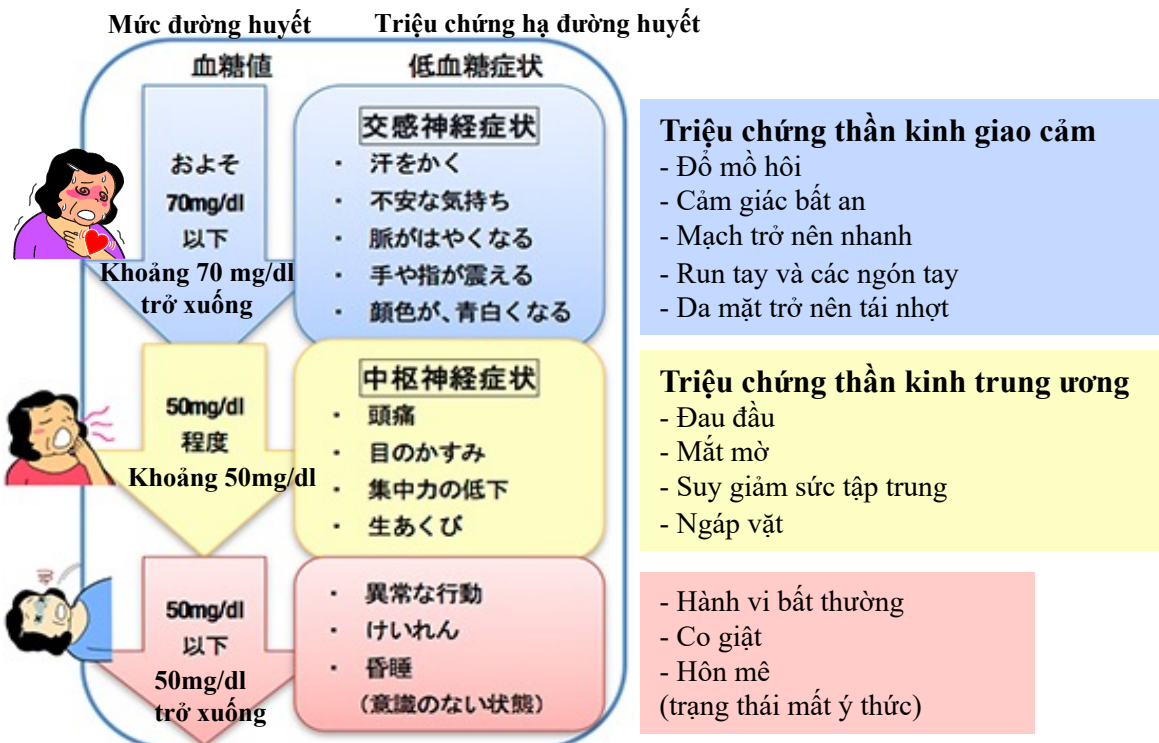 Mức đường huyết
Triệu chứng hạ đường huyết
血糖値
低血糖症状
およそ
70mg/dl
以下
Khoảng 70 mg/dl
trở xuống
交感神経症状
・ 汗をかく
・ 不安な気持ち
・ 脈がはやくなる
・ 手や指が震える
・ 顔色が、青白くなる
Triệu chứng thần kinh giao cảm
- Đổ mồ hôi
- Cảm giác bất an
- Mạch trở nên nhanh
- Run tay và các ngón tay
- Da mặt trở nên tái nhợt
50mg/dl
程度
Khoảng 50mg/dl
中枢神経症状
・ 頭痛
・ 目のかすみ
・ 集中力の低下
・ 生あくび
Triệu chứng thần kinh trung ương
- Đau đầu
- Mắt mờ
- Suy giảm sức tập trung
- Ngáp vặt
50mg/dl
以下
50mg/dl
trở xuống
・ 異常な行動
・ けいれん
・ 昏睡
(意識のない状態)
- Hành vi bất thường
- Co giật
- Hôn mê
(trạng thái mất ý thức)